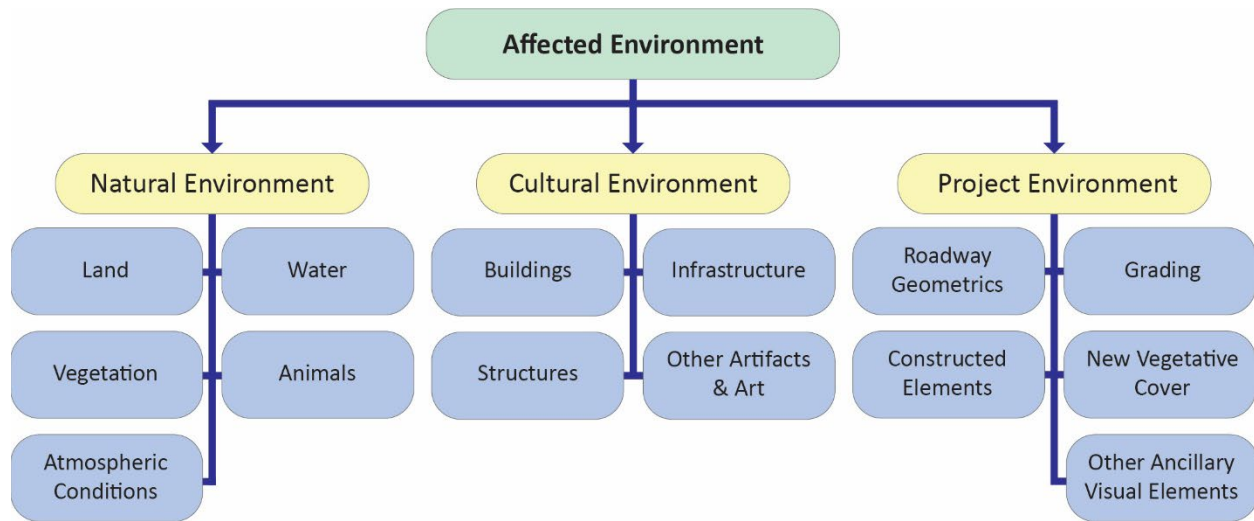 Affected Environment
Natural Environment
Cultural Environment
Project Environment
Land
Water
Buildings
Infrastructure
Roadway
Geometrics
Grading
Vegetation
Animals
Structures
Other Artifacts
& Art
Constructed
Elements
New Vegetative
Cover
Atmospheric
Conditions
Other Ancillary
Visual Elements